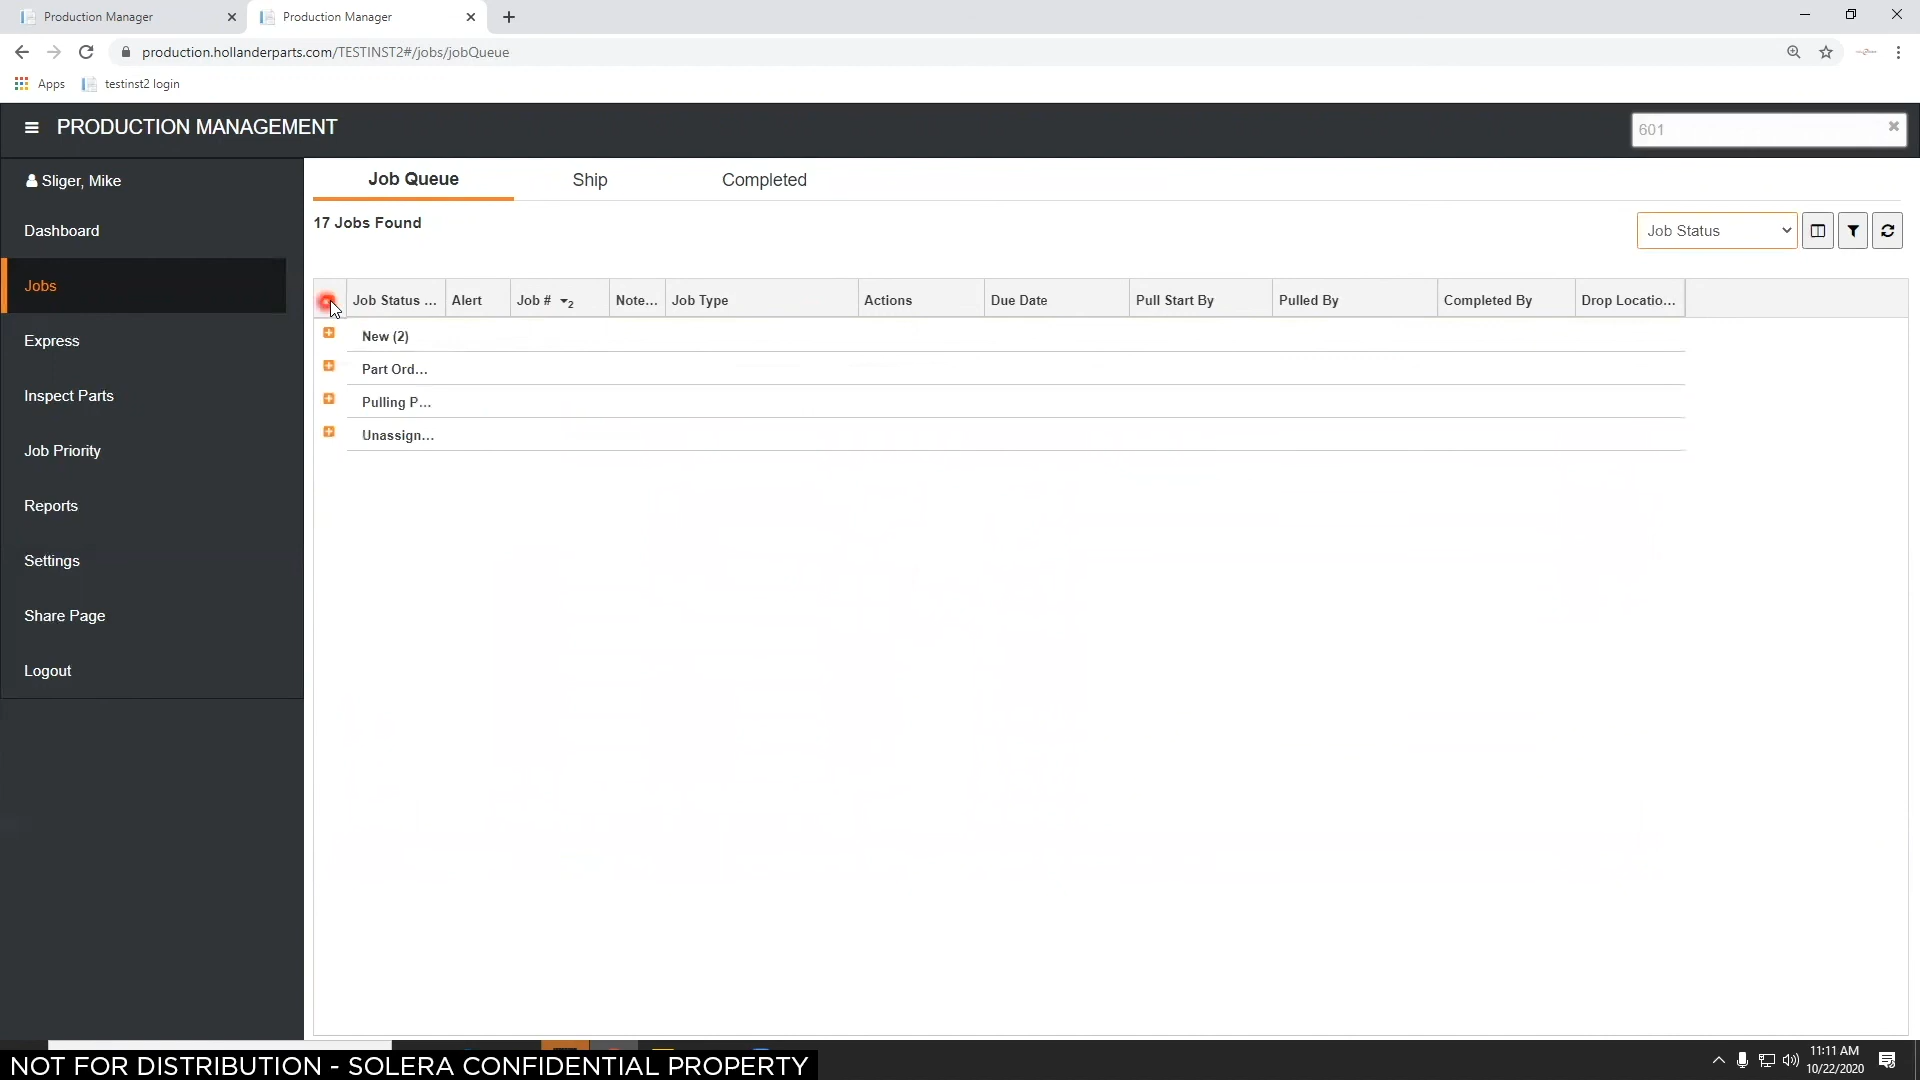 Production Manager
Production Manager
production.hollanderparts.com/TESTINST2#/jobs/jobQueue
Apps
testinst2 login
PRODUCTION MANAGEMENT
601
Sliger, Mike
Dashboard
Jobs
Express
Inspect Parts
Job Priority
Reports
Settings
Share Page
Logout
Job Queue Ship Completed
17 Jobs Found
Job Status
Job Status ... Alert Job # 2 Note... Job Type Actions Due Date Pull Start By Pulled By Completed By Drop Locatio...
New (2)
Part Ord...
Pulling P...
Unassign...
NOT FOR DISTRIBUTION - SOLERA CONFIDENTIAL PROPERTY
11:11 AM
10/22/2020